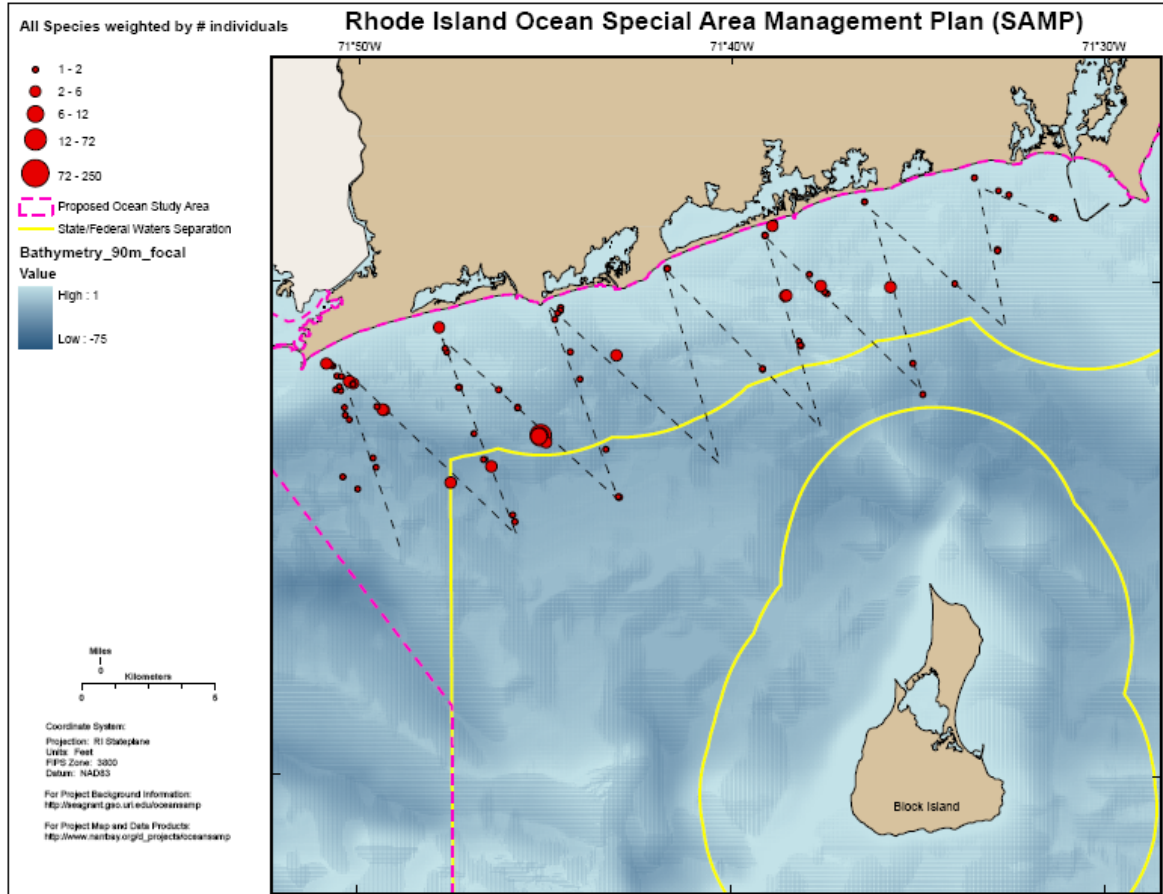 Rhode Island Ocean Special Area Management Plan (SAMP)
All Species weighted by # individuals
1 - 2
2 - 6
6 - 12
12 - 72
72 - 250
Proposed Ocean Study Area
State/Federal Waters Separation
Bathymetry_90m_focal
Value
High : 1
Low : -75
71°50'W
71°40'W
71°30'W
Block Island
Miles
0
Kilometers
0
Coordinate System:
Projection: RI Stateplane
Units: Feet
FIPS Zone: 3800
Datum: NAD83
For Project Background Information:
http://seagrant.gso.uri.edu/oceansamp
For Project Map and Data Products:
http://www.narrbay.org/d_projects/oceansamp